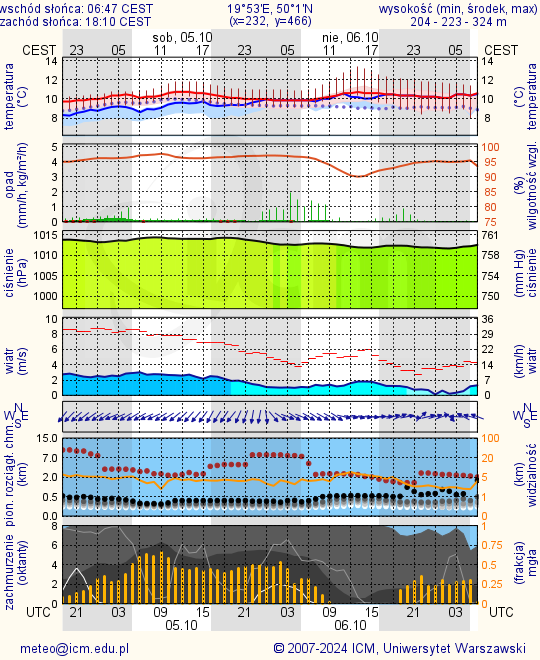 wschód słońca: 06:47 CEST 19°53'E, 50°1'N wysokość (min, środek, max)
zachód słońca: 18:10 CEST (x=232, y=466) 204 - 223 - 324 m
sob, 05.10 nie, 06.10
CEST 23 05 11 17 23 05 11 17 23 05 CEST
temperatura (°C) 14 12 10 8 14 12 10 8 (°C) temperatura
opad (mm/h, kg/m²/h) 5 4 3 2 1 0 100 95 90 85 80 75 (%) wilgotność wzgl.
ciśnienie (hPa) 1015 1010 1005 1000 761 758 754 750 (mm Hg) ciśnienie
wiatr (m/s) 10 8 6 4 2 0 36 29 22 14 7 0 (km/h) wiatr
N W E S N W E S
pion. rozciągł. chm. (km) 15.0 7.0 2.0 0.5 0.0 100 20 5 1 0 (km) widzialność
zachmurzenie (oktanty) 8 6 4 2 0 1 0.75 0.5 0.25 0 (frakcja) mgła
UTC 21 03 09 15 21 03 09 15 21 03 UTC
05.10 06.10
meteo@icm.edu.pl © 2007-2024 ICM, Uniwersytet Warszawski